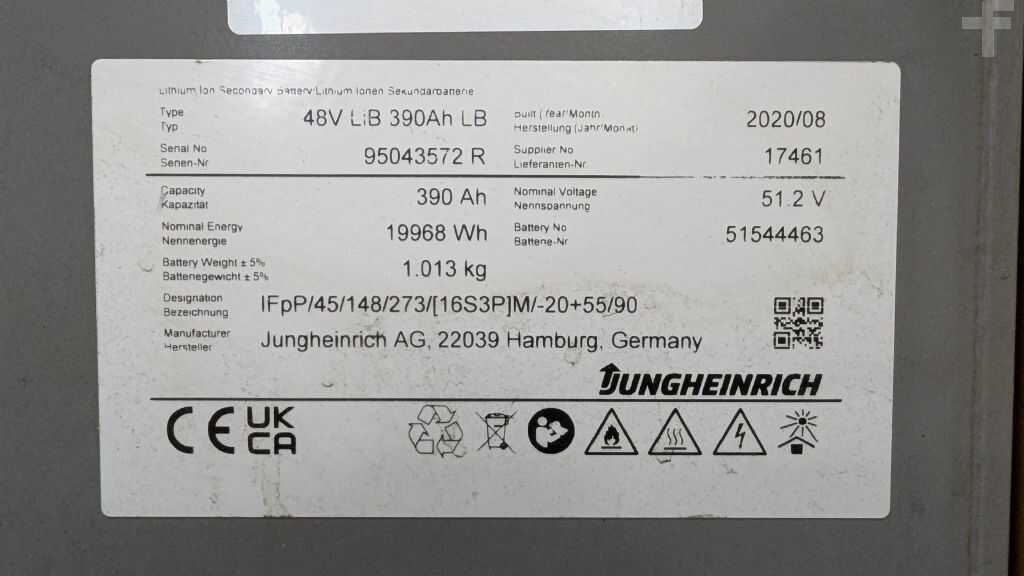 Lithium Ion Secondary Battery/Lithium Ionen Sekundärbatterie
Type 48V LiB 390Ah LB Built (Year/Month)
Typ Herstellung (Jahr/Monat) 2020/08
Serial No 95043572 R Supplier No 17461
Serien-Nr Lieferanten-Nr.
Capacity 390 Ah Nominal Voltage 51.2 V
Kapazität Nennspannung
Nominal Energy 19968 Wh Battery No 51544463
Nennenergie Batterie-Nr
Battery Weight ± 5% 1.013 kg
Batteriegewicht ± 5%
Designation IFpP/45/148/273/[16S3P]M/-20+55/90
Bezeichnung
Manufacturer Jungheinrich AG, 22039 Hamburg, Germany
Hersteller
JUNGHEINRICH
CE UK
CA